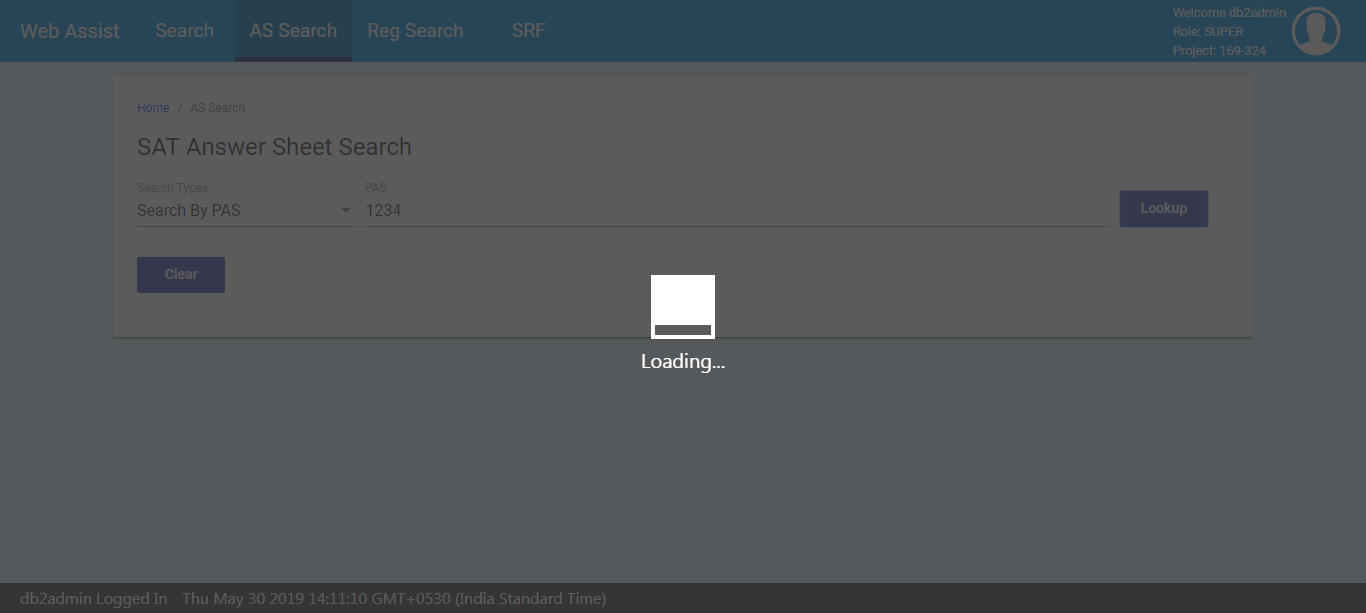 Web Assist Search AS Search Reg Search SRF
Welcome db2admin
Role: SUPER
Project: 169-324
Home / AS Search
SAT Answer Sheet Search
Search Types PAS
Search By PAS 1234 Lookup
Clear
Loading...
db2admin Logged In Thu May 30 2019 14:11:10 GMT+0530 (India Standard Time)